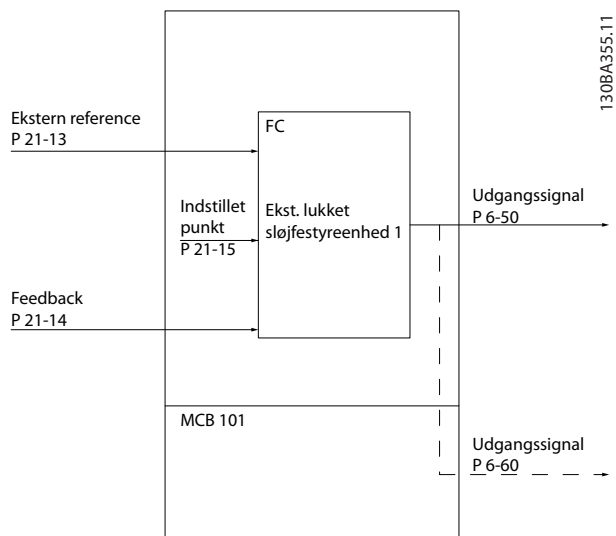 130BA355.11
Ekstern reference
P 21-13
FC
Indstillet
punkt
P 21-15
Ekst. lukket
sløjfestyreenhed 1
Udgangssignal
P 6-50
Feedback
P 21-14
MCB 101
Udgangssignal
P 6-60